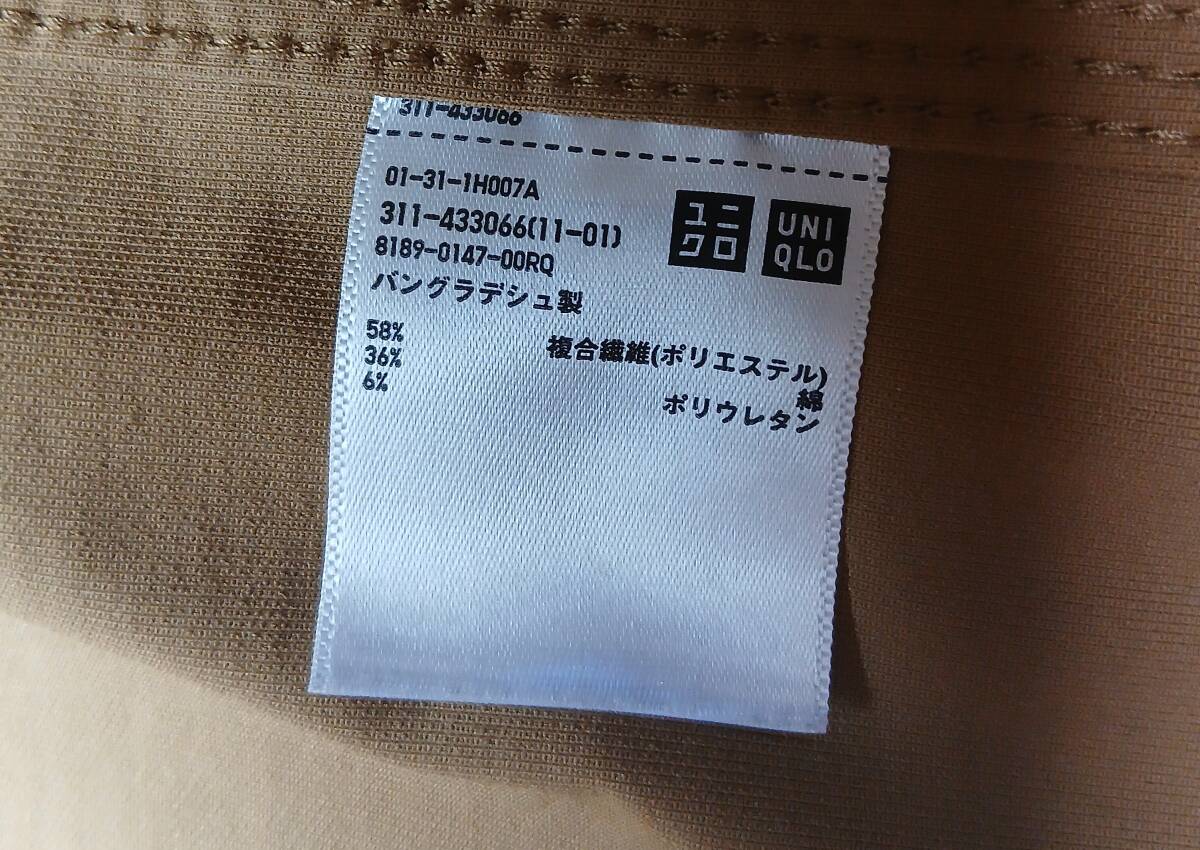 311-433066
01-31-1H007A
311-433066(11-01)
8189-0147-00RQ
バングラデシュ製
ユニ
クロ
UNI
QLO
58% 複合繊維(ポリエステル)
36% 綿
6% ポリウレタン